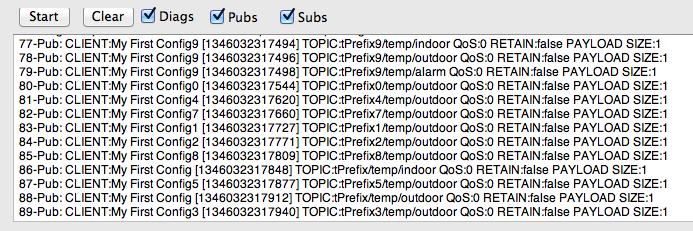 Start Clear Diags Pubs Subs
77-Pub: CLIENT:My First Config9 [1346032317494] TOPIC:tPrefix9/temp/indoor QoS:0 RETAIN:false PAYLOAD SIZE:1
78-Pub: CLIENT:My First Config9 [1346032317496] TOPIC:tPrefix9/temp/outdoor QoS:0 RETAIN:false PAYLOAD SIZE:1
79-Pub: CLIENT:My First Config9 [1346032317498] TOPIC:tPrefix9/temp/alarm QoS:0 RETAIN:false PAYLOAD SIZE:1
80-Pub: CLIENT:My First Config0 [1346032317544] TOPIC:tPrefix0/temp/outdoor QoS:0 RETAIN:false PAYLOAD SIZE:1
81-Pub: CLIENT:My First Config4 [1346032317620] TOPIC:tPrefix4/temp/outdoor QoS:0 RETAIN:false PAYLOAD SIZE:1
82-Pub: CLIENT:My First Config7 [1346032317660] TOPIC:tPrefix7/temp/outdoor QoS:0 RETAIN:false PAYLOAD SIZE:1
83-Pub: CLIENT:My First Config1 [1346032317727] TOPIC:tPrefix1/temp/outdoor QoS:0 RETAIN:false PAYLOAD SIZE:1
84-Pub: CLIENT:My First Config2 [1346032317771] TOPIC:tPrefix2/temp/outdoor QoS:0 RETAIN:false PAYLOAD SIZE:1
85-Pub: CLIENT:My First Config8 [1346032317809] TOPIC:tPrefix8/temp/outdoor QoS:0 RETAIN:false PAYLOAD SIZE:1
86-Pub: CLIENT:My First Config [1346032317848] TOPIC:tPrefix/temp/indoor QoS:0 RETAIN:false PAYLOAD SIZE:1
87-Pub: CLIENT:My First Config5 [1346032317877] TOPIC:tPrefix5/temp/outdoor QoS:0 RETAIN:false PAYLOAD SIZE:1
88-Pub: CLIENT:My First Config [1346032317912] TOPIC:tPrefix/temp/outdoor QoS:0 RETAIN:false PAYLOAD SIZE:1
89-Pub: CLIENT:My First Config3 [1346032317940] TOPIC:tPrefix3/temp/outdoor QoS:0 RETAIN:false PAYLOAD SIZE:1